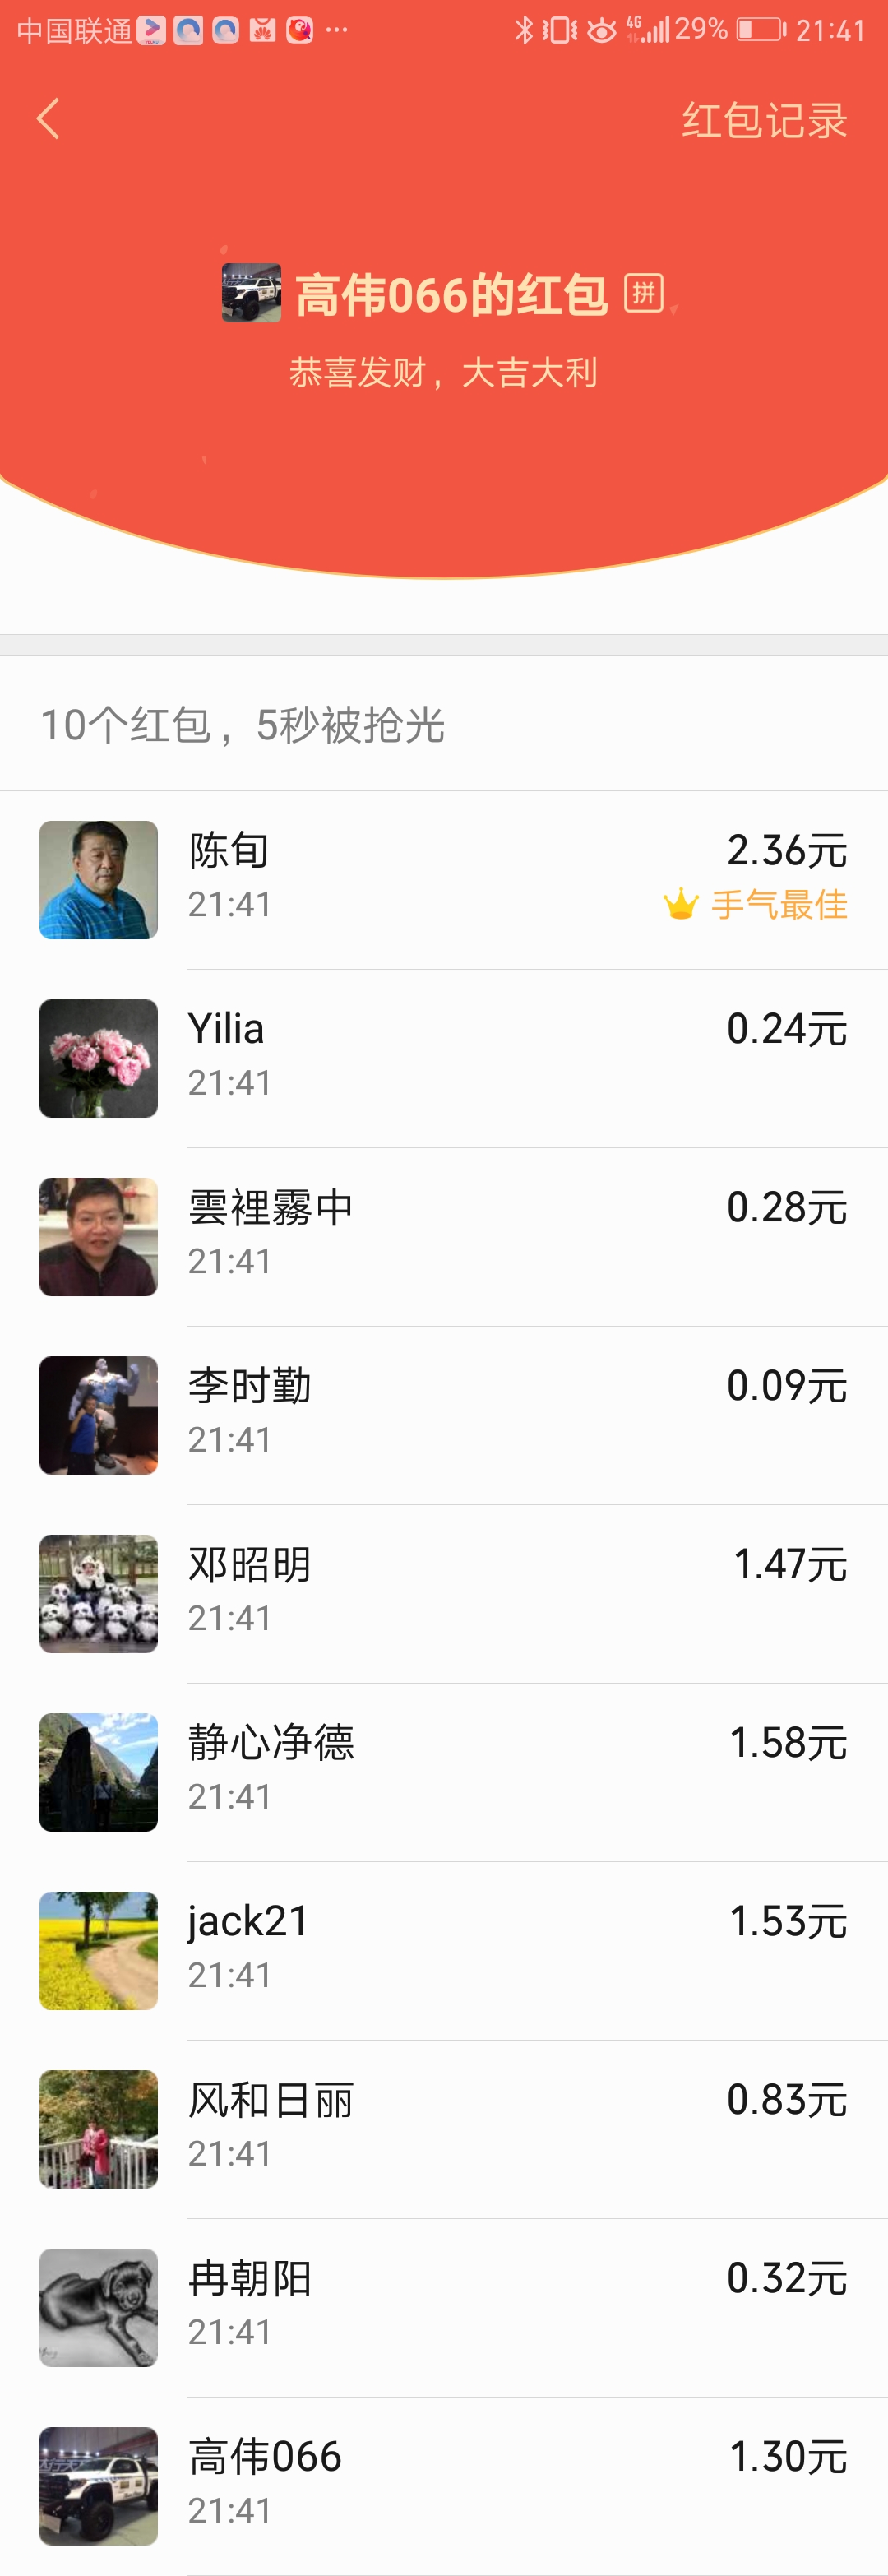 中国联通 ··· 4G 29% 21:41
红包记录
高伟066的红包 拼
恭喜发财，大吉大利
10个红包，5秒被抢光
陈旬 2.36元
21:41 手气最佳
Yilia 0.24元
21:41
雲裡霧中 0.28元
21:41
李时勤 0.09元
21:41
邓昭明 1.47元
21:41
静心净德 1.58元
21:41
jack21 1.53元
21:41
风和日丽 0.83元
21:41
冉朝阳 0.32元
21:41
高伟066 1.30元
21:41